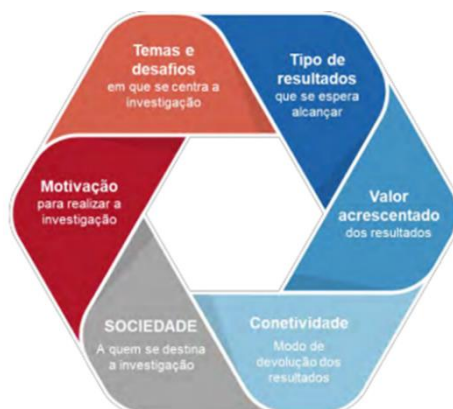 Temas e
desafios
em que se centra a
investigação
Tipo de
resultados
que se espera
alcançar
Valor
acrescentado
dos resultados
Conetividade
Modo de
devolução dos
resultados
SOCIEDADE
A quem se destina
a investigação
Motivação
para realizar a
investigação